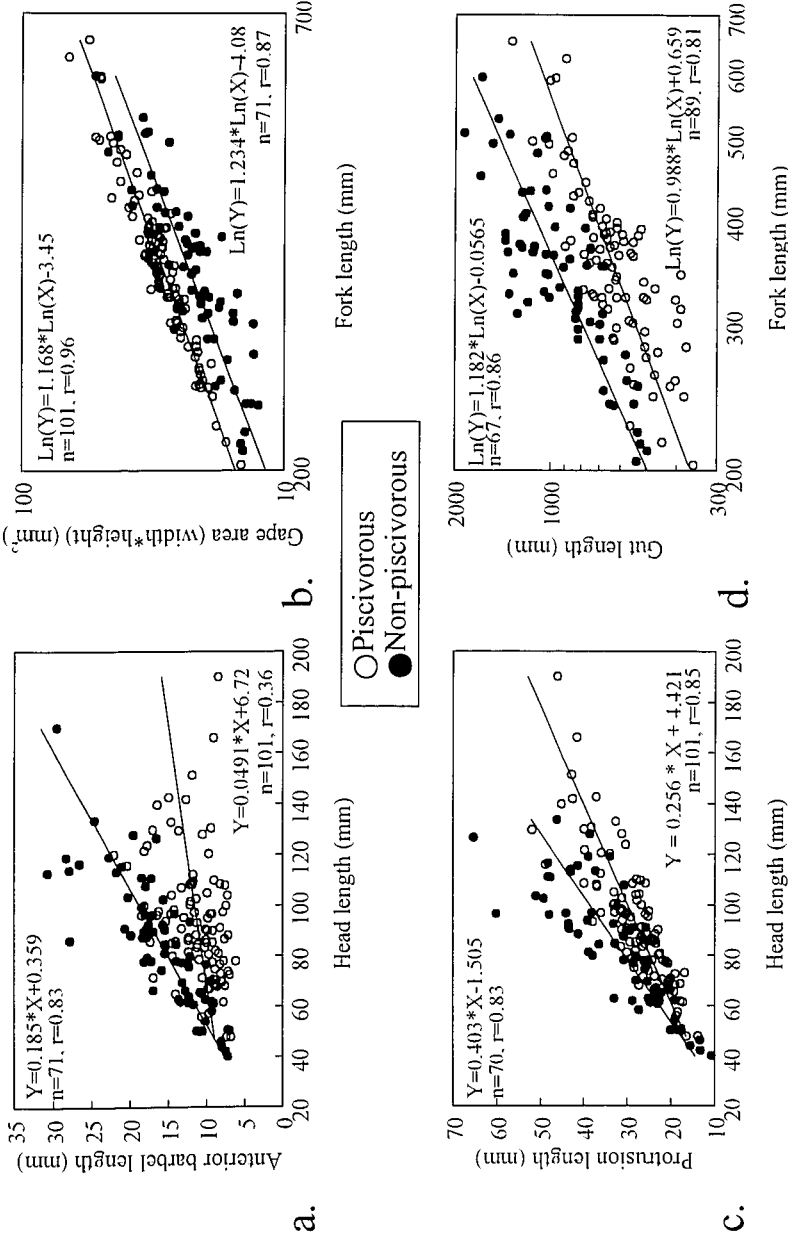 a.
Anterior barbel length (mm)
35
30
25
20
15
10
5
0
Y=0.185*X+0.359
n=71, r=0.83
Y=0.0491*X+6.72
n=101, r=0.36
20 40 60 80 100 120 140 160 180 200
Head length (mm)
b.
Gape area (width*height) (mm²
100
10
Ln(Y)=1.168*Ln(X)-3.45
n=101, r=0.96
Ln(Y)=1.234*Ln(X)-4.08
n=71, r=0.87
200 700
Fork length (mm)
Piscivorous
Non-piscivorous
c.
Protrusion length (mm)
70
60
50
40
30
20
10
Y=0.403*X-1.505
n=70, r=0.83
Y = 0.256 * X + 4.421
n=101, r=0.85
20 40 60 80 100 120 140 160 180 200
Head length (mm)
d.
Gut length (mm)
2000
1000
300
Ln(Y)=1.182*Ln(X)-0.0565
n=67, r=0.86
Ln(Y)=0.988*Ln(X)+0.659
n=89, r=0.81
200 300 400 500 600 700
Fork length (mm)